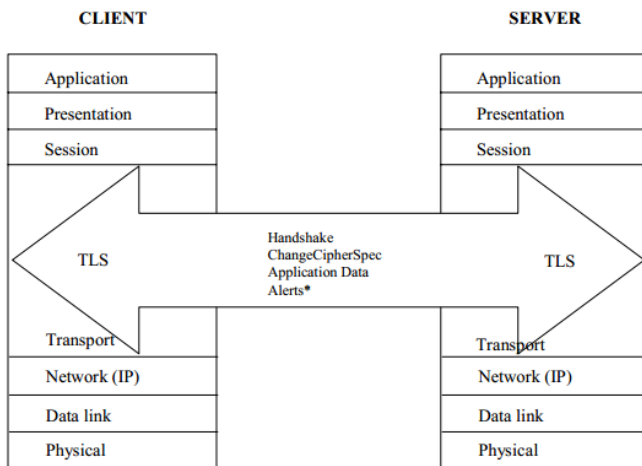 CLIENT SERVER
Application Application
Presentation Presentation
Session Session
Handshake
ChangeCipherSpec
TLS Application Data TLS
Alerts*
Transport Transport
Network (IP) Network (IP)
Data link Data link
Physical Physical